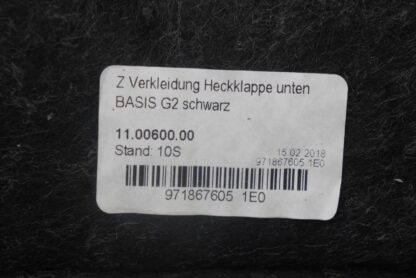 Z Verkleidung Heckklappe unten
BASIS G2 schwarz
11.00600.00
Stand: 10S
15.02.2018
971867605 1E0
971867605 1E0